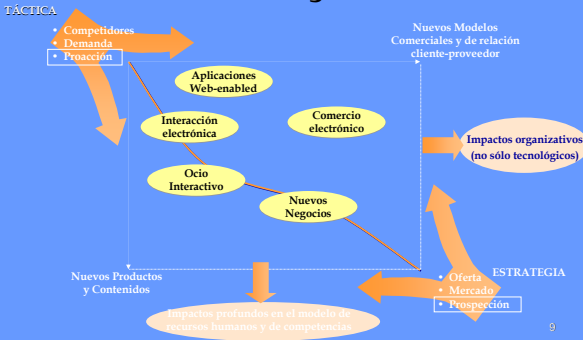 TÁCTICA
• Competidores
• Demanda
• Proacción
Nuevos Modelos
Comerciales y de relación
cliente-proveedor
Aplicaciones
Web-enabled
Interacción
electrónica
Comercio
electrónico
Impactos organizativos
(no sólo tecnológicos)
Ocio
Interactivo
Nuevos
Negocios
Nuevos Productos
y Contenidos
• Oferta
• Mercado
• Prospección
ESTRATEGIA
Impactos profundos en el modelo de
recursos humanos y de competencias
9